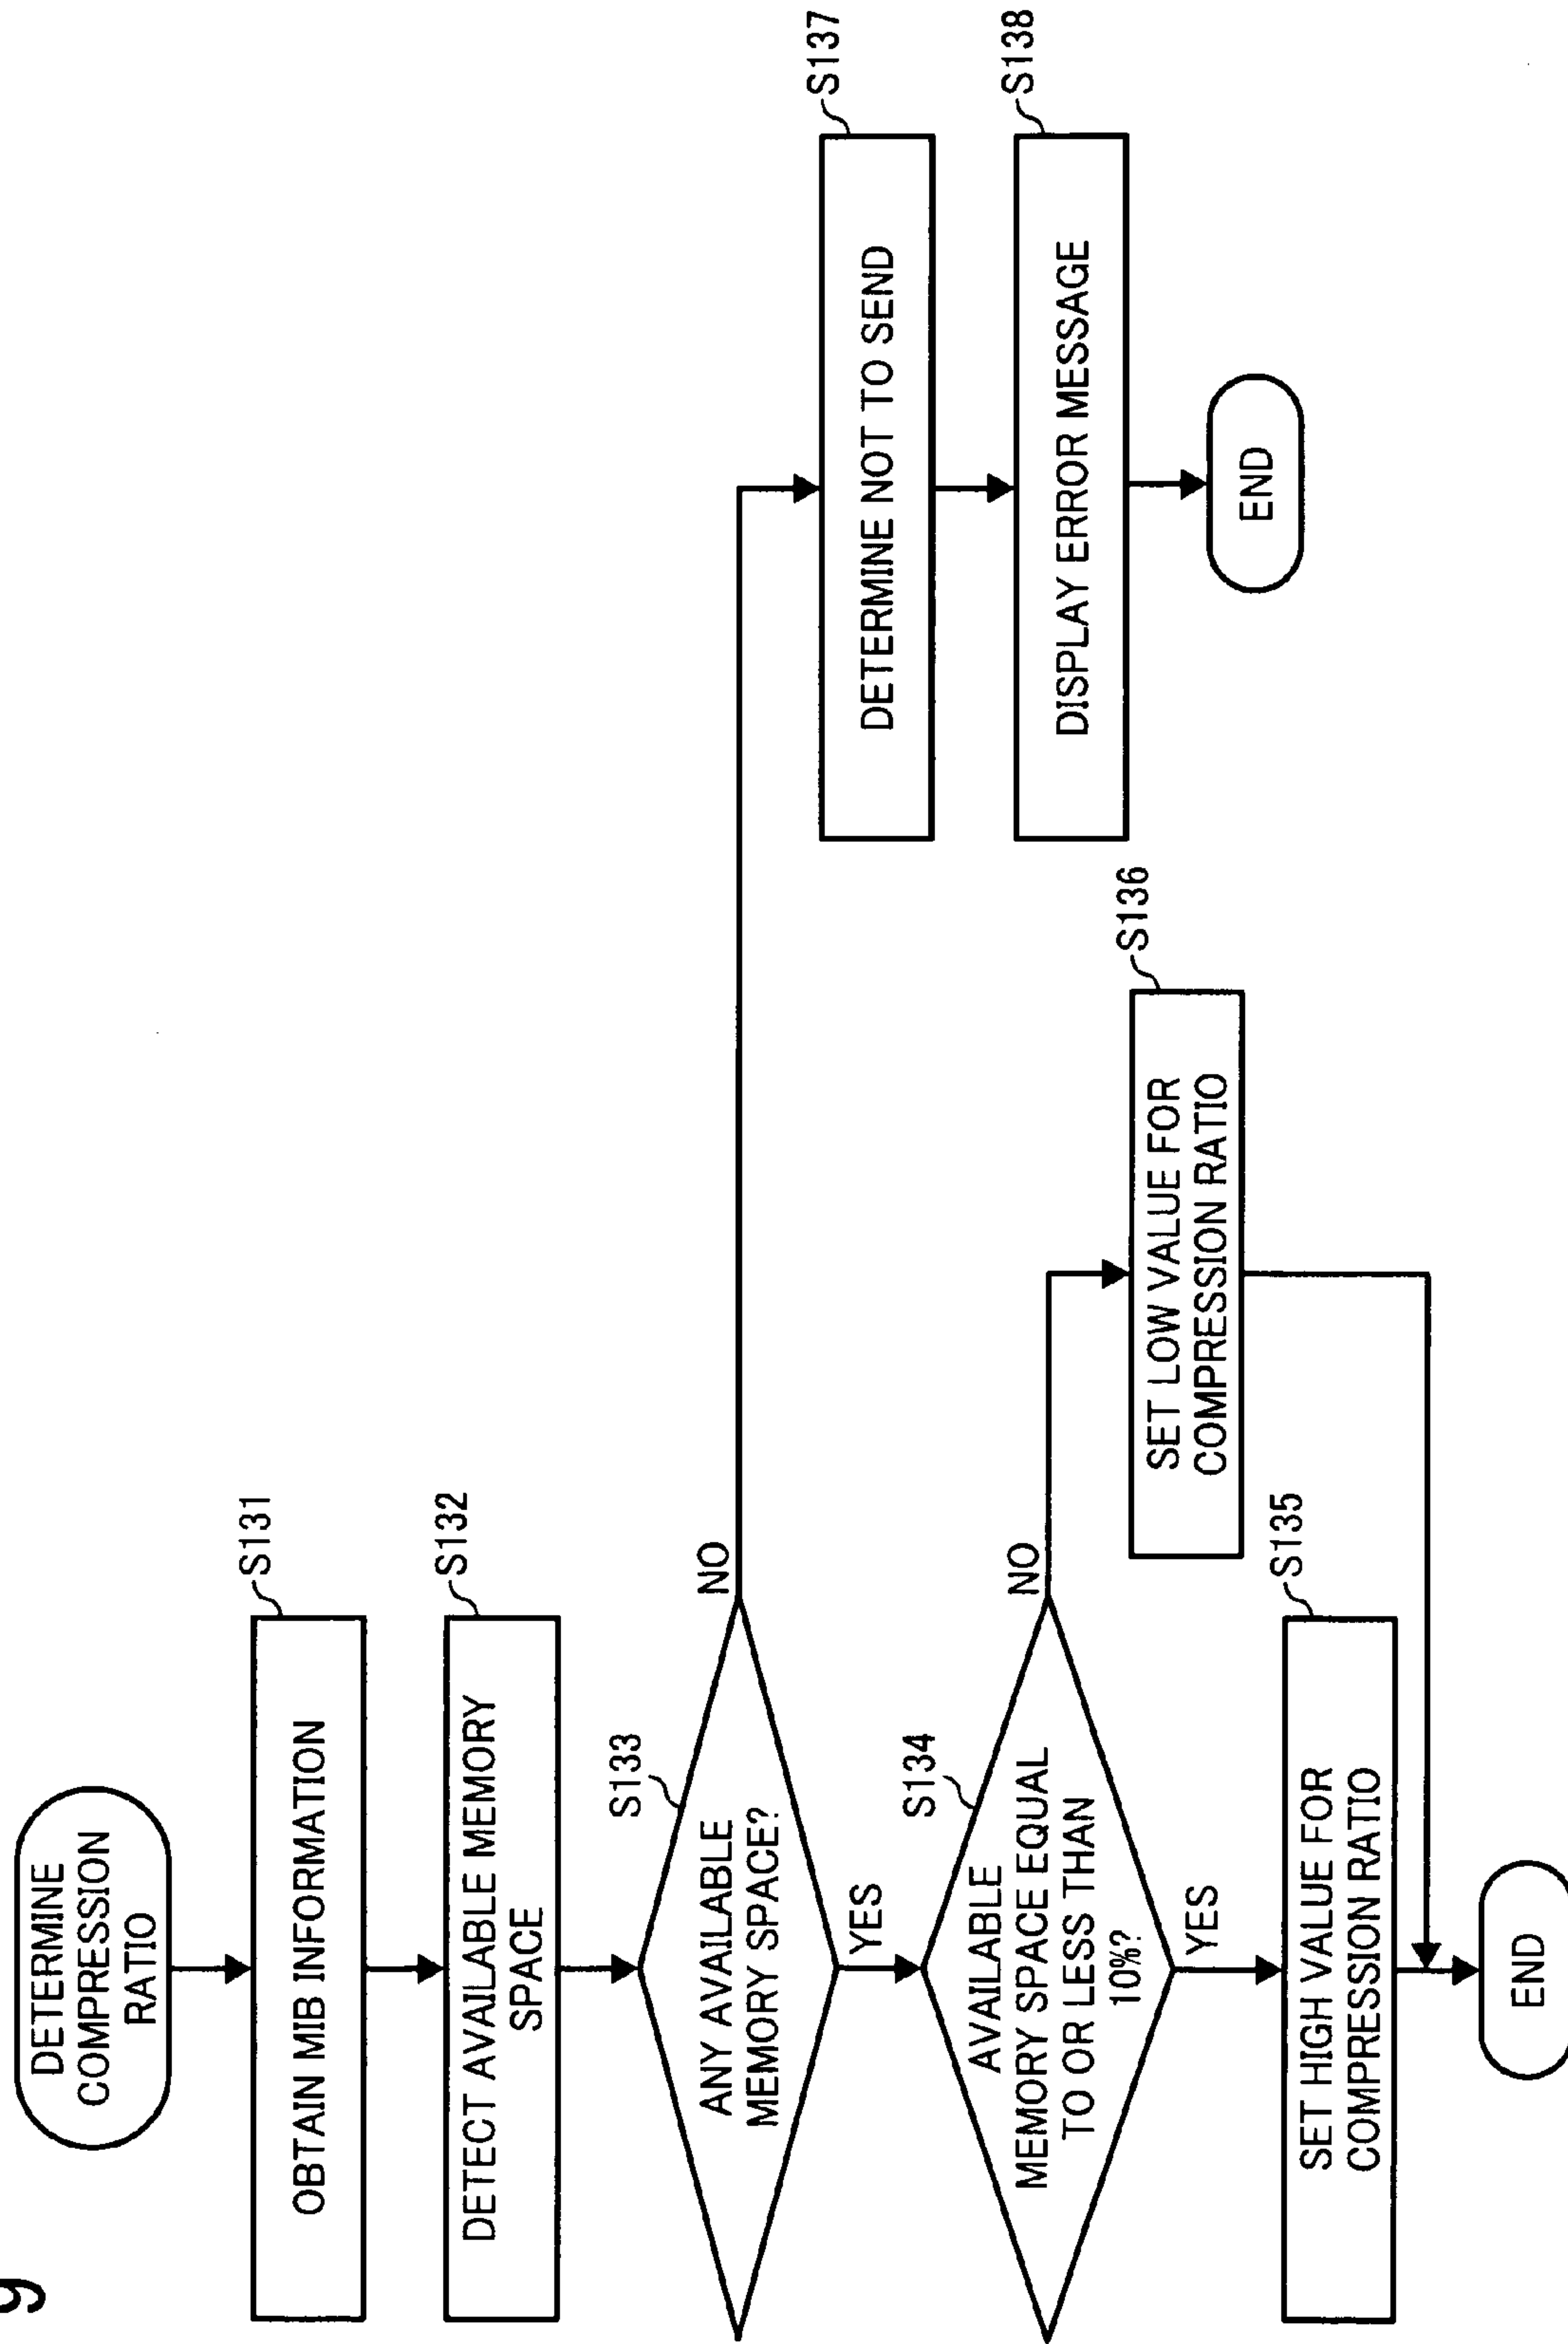 DETERMINE
COMPRESSION
RATIO
S131
OBTAIN MIB INFORMATION
S132
DETECT AVAILABLE MEMORY
SPACE
S133
ANY AVAILABLE
MEMORY SPACE?
NO
YES
S134
AVAILABLE
MEMORY SPACE EQUAL
TO OR LESS THAN
10%?
NO
YES
S135
SET HIGH VALUE FOR
COMPRESSION RATIO
END
S136
SET LOW VALUE FOR
COMPRESSION RATIO
S137
DETERMINE NOT TO SEND
S138
DISPLAY ERROR MESSAGE
END